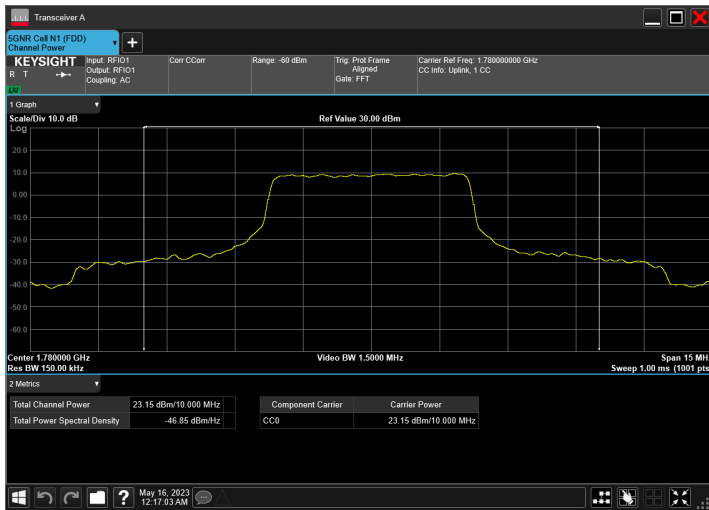 Transceiver A
5GNR Cell N1 (FDD)
Channel Power
+
KEYSIGHT
R T
LXI
Input: RFIO1
Output: RFIO1
Coupling: AC
Corr CCorr
Range: -60 dBm
Trig: Prot Frame
Aligned
Gate: FFT
Carrier Ref Freq: 1.780000000 GHz
CC Info: Uplink, 1 CC
1 Graph
Scale/Div 10.0 dB
Ref Value 30.00 dBm
Log
20.0
10.0
0.00
-10.0
-20.0
-30.0
-40.0
-50.0
-60.0
Center 1.780000 GHz
Video BW 1.5000 MHz
Span 15 MH
Res BW 150.00 kHz
Sweep 1.00 ms (1001 pts
2 Metrics
Total Channel Power 23.15 dBm/10.000 MHz
Total Power Spectral Density -46.85 dBm/Hz
Component Carrier Carrier Power
CC0 23.15 dBm/10.000 MHz
? May 16, 2023
12:17:03 AM